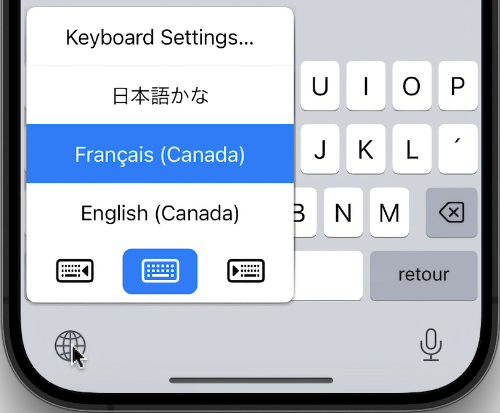 Keyboard Settings...
日本語かな
Français (Canada)
English (Canada)
U I O P
J K L ´
B N M
retour